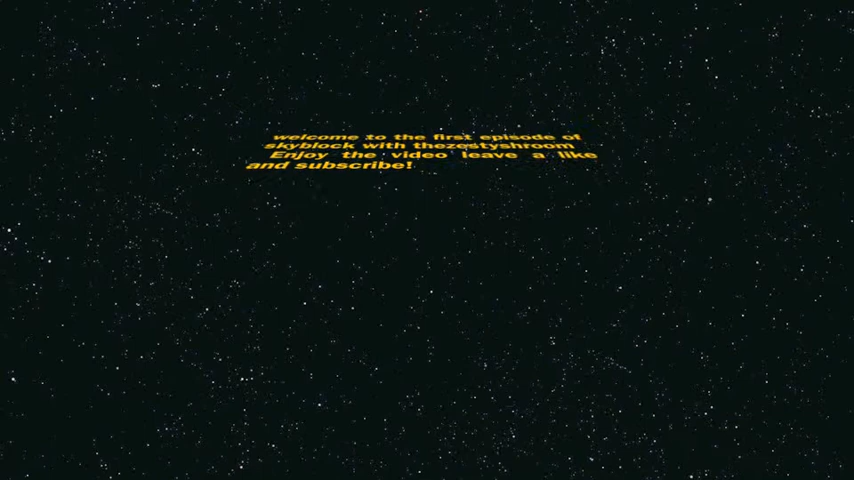 welcome to the first episode of
skyblock with thezestyshroom
Enjoy the video leave a like
and subscribe!